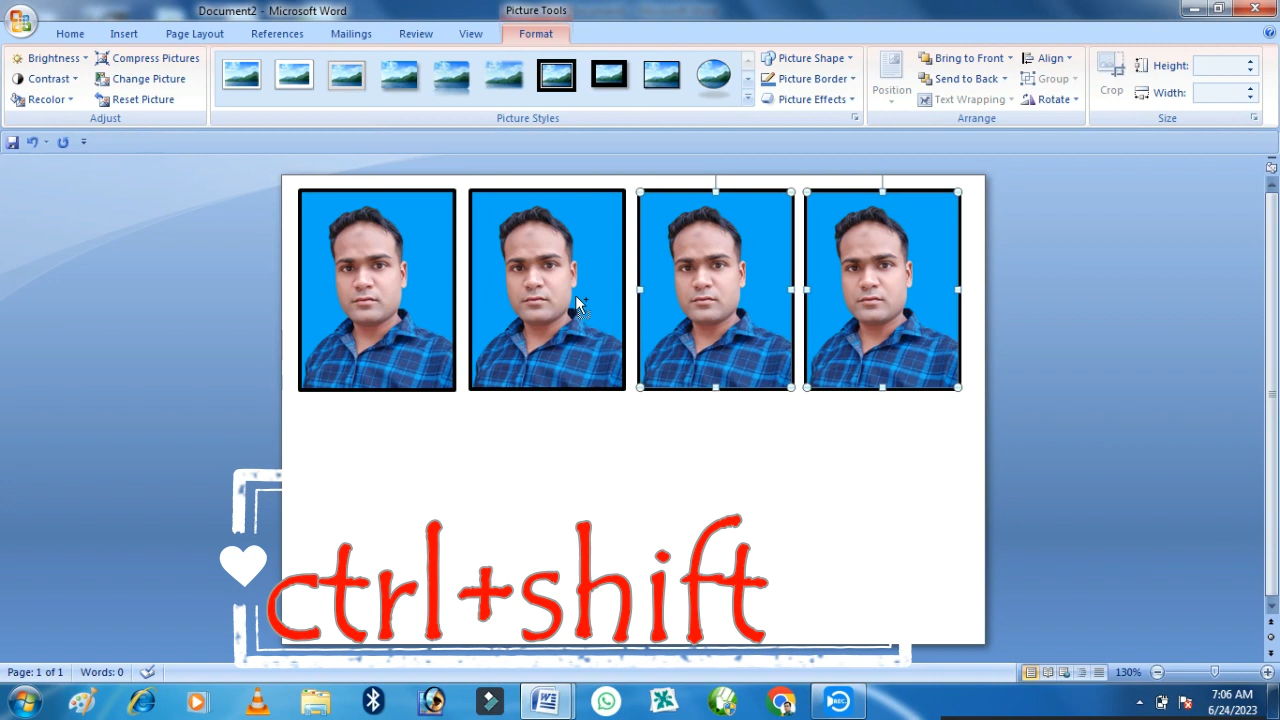 Document2 - Microsoft Word
Picture Tools
Home
Insert
Page Layout
References
Mailings
Review
View
Format
Brightness
Compress Pictures
Contrast
Change Picture
Recolor
Reset Picture
Adjust
Picture Styles
Picture Shape
Picture Border
Picture Effects
Position
Bring to Front
Send to Back
Text Wrapping
Align
Group
Rotate
Arrange
Crop
Height:
Width:
Size
ctrl+shift
Page: 1 of 1
Words: 0
130%
REC
7:06 AM
6/24/2023